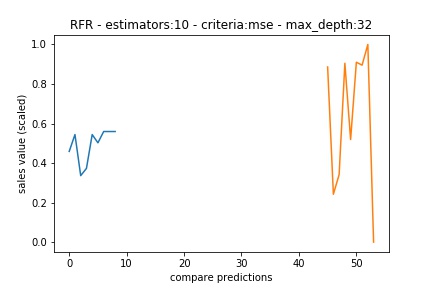 RFR - estimators:10 - criteria:mse - max_depth:32
sales value (scaled)
1.0
0.8
0.6
0.4
0.2
0.0
0 10 20 30 40 50
compare predictions